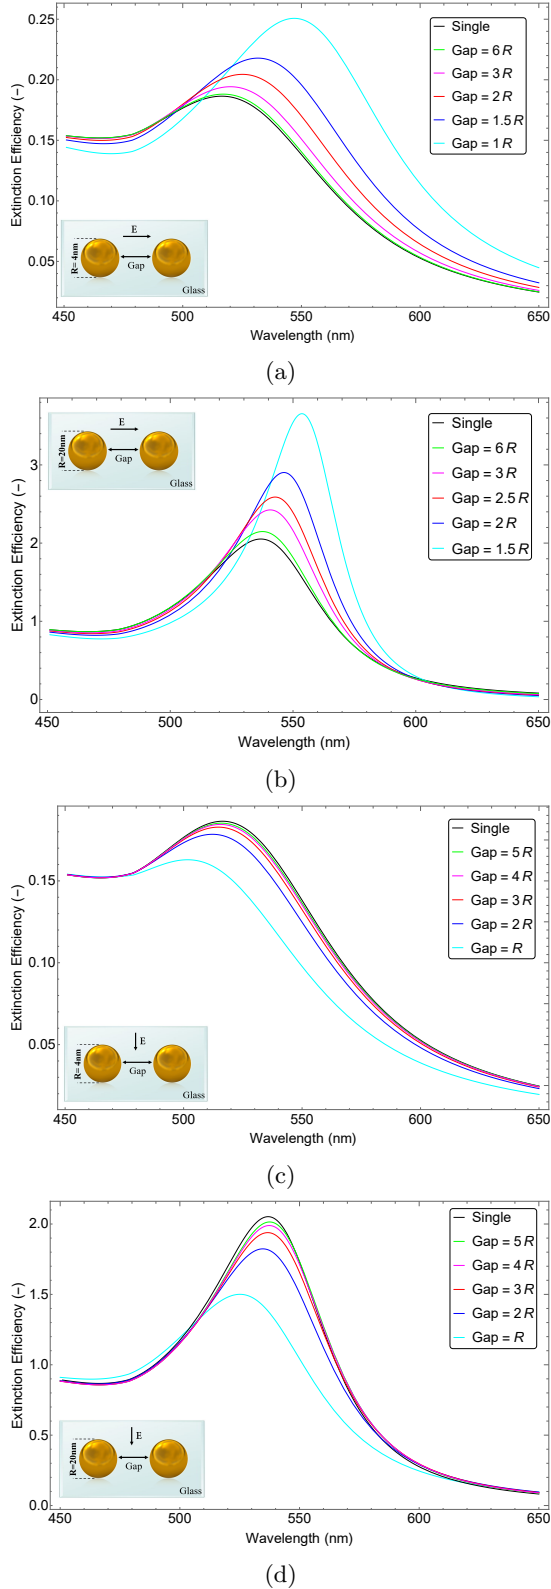 Extinction Efficiency (–)
0.25
0.20
0.15
0.10
0.05
Single
Gap = 6 R
Gap = 3 R
Gap = 2 R
Gap = 1.5 R
Gap = 1 R
E
R= 4nm
Gap
Glass
450
500
550
600
650
Wavelength (nm)
(a)
Extinction Efficiency (–)
3
2
1
0
E
R=20nm
Gap
Glass
Single
Gap = 6 R
Gap = 3 R
Gap = 2.5 R
Gap = 2 R
Gap = 1.5 R
450
500
550
600
650
Wavelength (nm)
(b)
Extinction Efficiency (–)
0.15
0.10
0.05
Single
Gap = 5 R
Gap = 4 R
Gap = 3 R
Gap = 2 R
Gap = R
E
R= 4nm
Gap
Glass
450
500
550
600
650
Wavelength (nm)
(c)
Extinction Efficiency (–)
2.0
1.5
1.0
0.5
0.0
Single
Gap = 5 R
Gap = 4 R
Gap = 3 R
Gap = 2 R
Gap = R
E
R=20nm
Gap
Glass
450
500
550
600
650
Wavelength (nm)
(d)